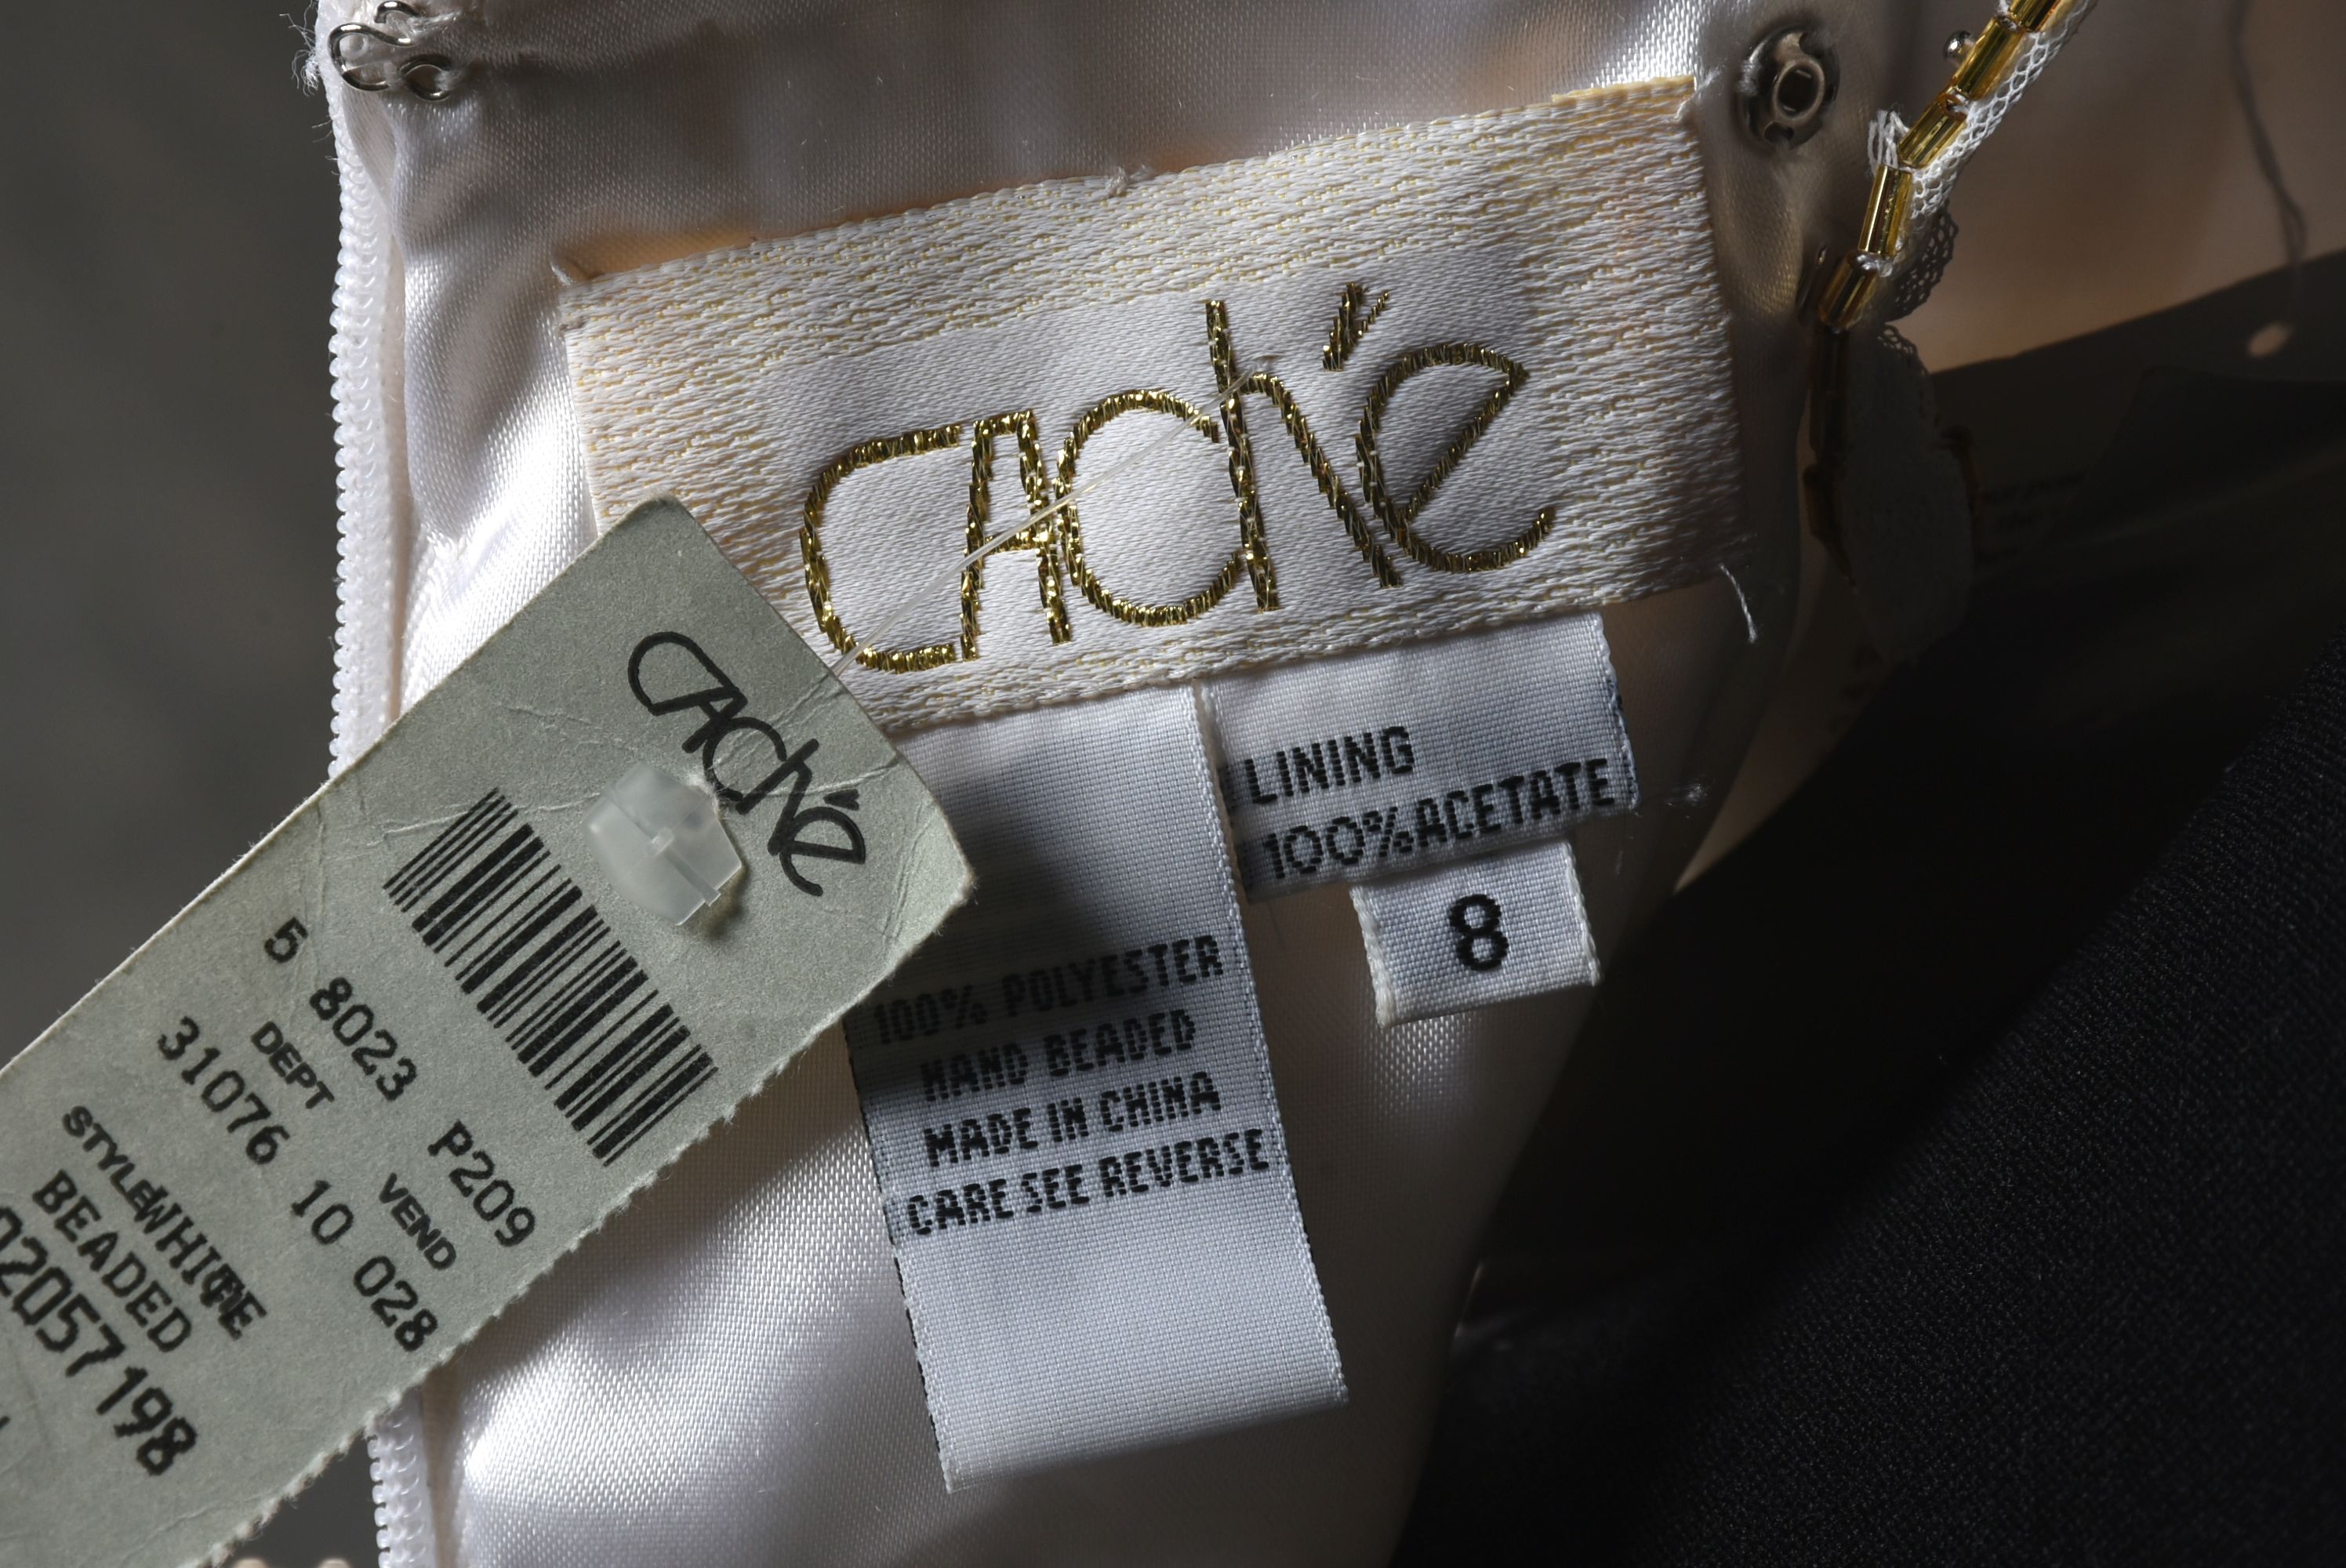 CAché
LINING
100% ACETATE
8
100% POLYESTER
HAND BEADED
MADE IN CHINA
CARE SEE REVERSE
CAché
5 8023 P209
DEPT VEND
31076 10 028
STYLE
WHITE
BEADED
2057198